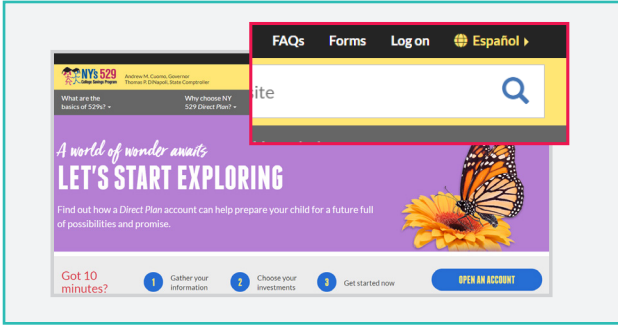 FAQs Forms Log on Español
site
NY's 529
College Savings Program
Andrew M. Cuomo, Governor
Thomas P. DiNapoli, State Comptroller
What are the
basics of 529s?
Why choose NY
529 Direct Plan?
A world of wonder awaits
LET'S START EXPLORING
Find out how a Direct Plan account can help prepare your child for a future full
of possibilities and promise.
Got 10
minutes?
1 Gather your
information
2 Choose your
investments
3 Get started now
OPEN AN ACCOUNT